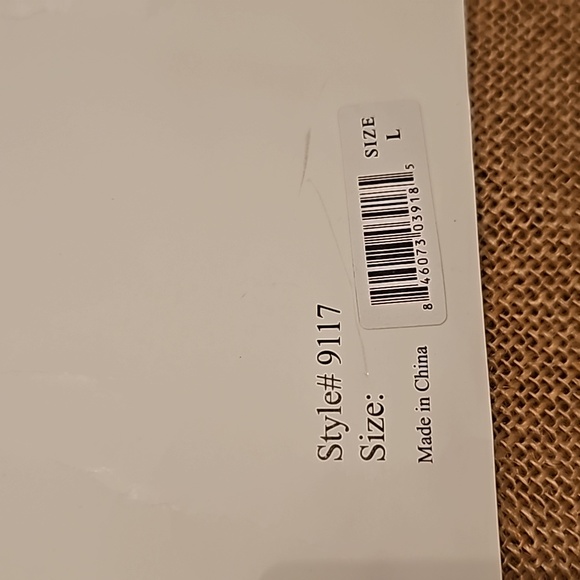 Style# 9117
Size:
Made in China
SIZE
L
8 46073 03918 5